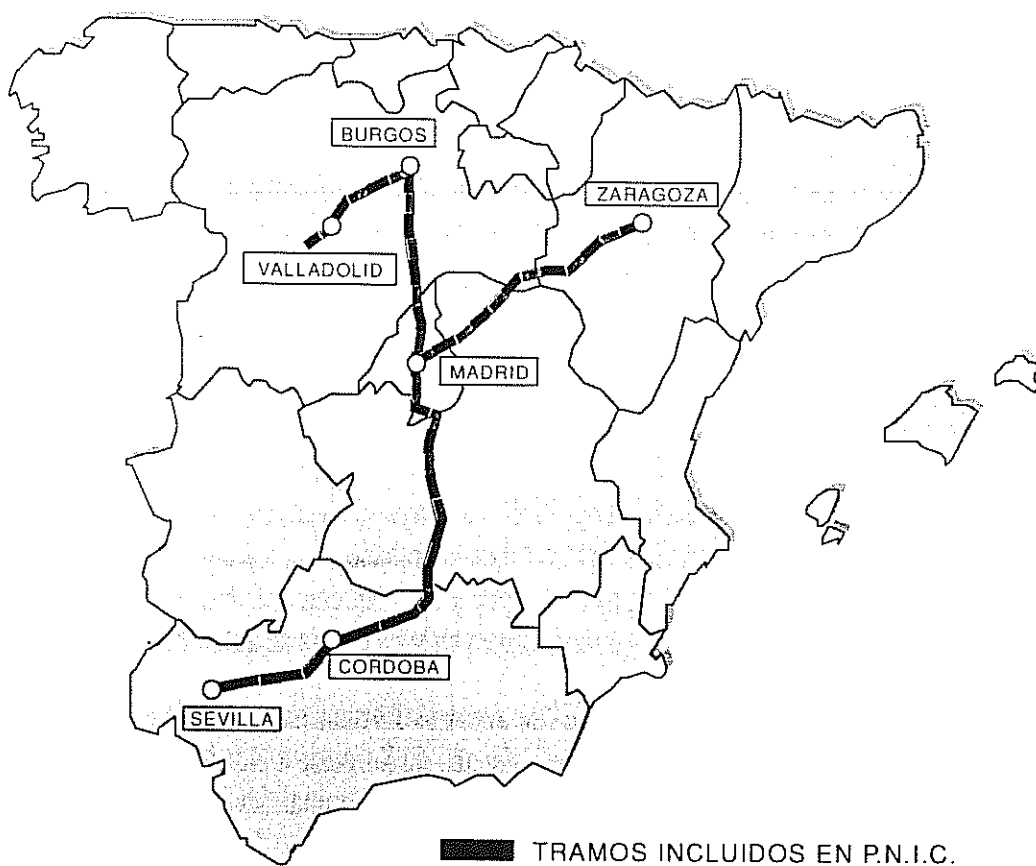 BURGOS
ZARAGOZA
VALLADOLID
MADRID
CORDOBA
SEVILLA
TRAMOS INCLUIDOS EN P.N.I.C.